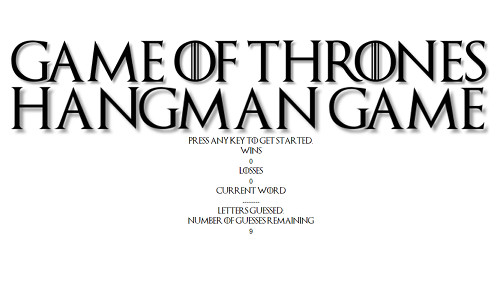 GAME OF THRONES
HANGMAN GAME
PRESS ANY KEY TO GET STARTED.
WINS
0
LOSSES
0
CURRENT WORD
--------
LETTERS GUESSED:
NUMBER OF GUESSES REMAINING
9